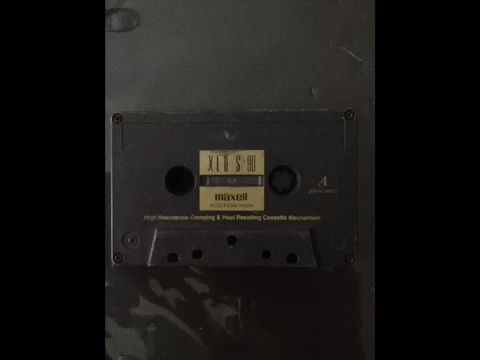 XLII S 90
maxell
POSITION•HIGH
A
High Resonance-Damping & Heat Resisting Cassette Mechanism